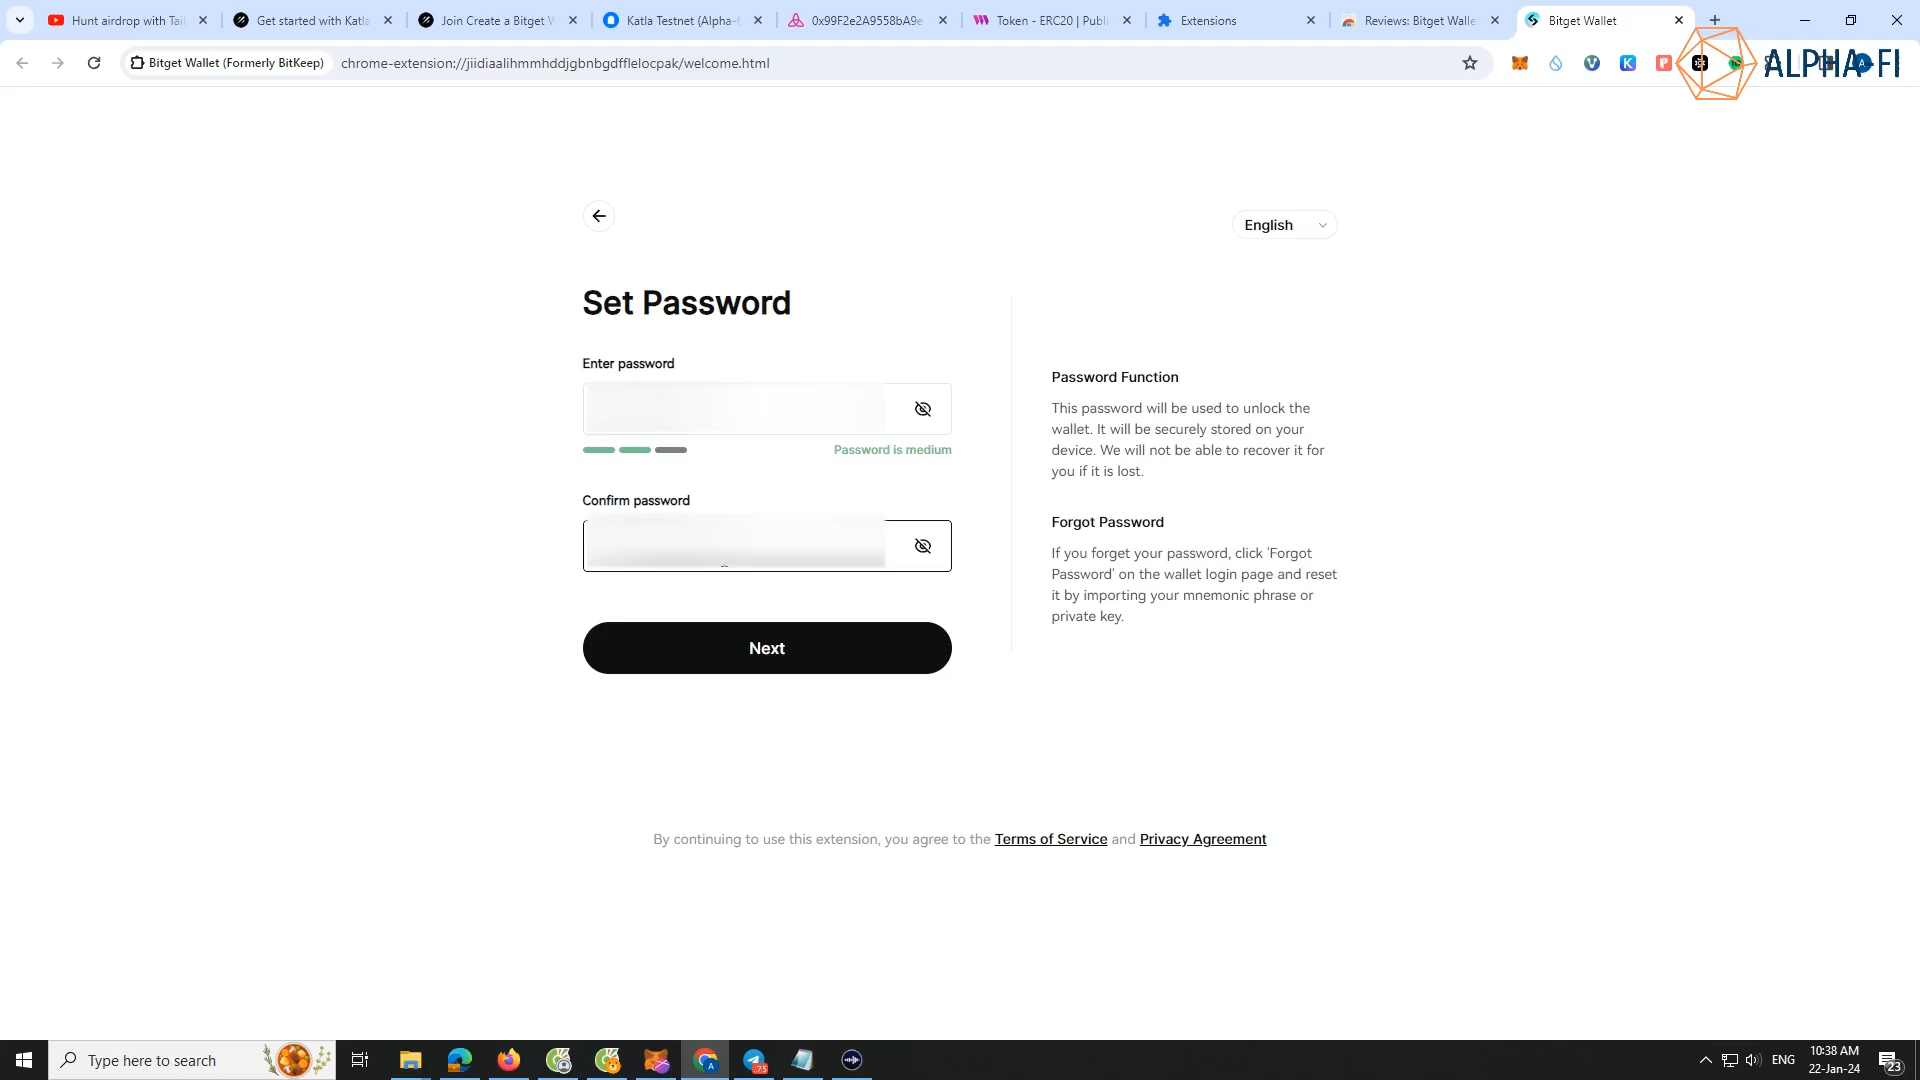 Hunt airdrop with Tai
Get started with Katla
Join Create a Bitget W
Katla Testnet (Alpha-
0x99F2e2A9558bA9e
Token - ERC20 | Publi
Extensions
Reviews: Bitget Walle
Bitget Wallet
Bitget Wallet (Formerly BitKeep)
chrome-extension://jiidiaalihmmhddjgbnbgdfflelocpak/welcome.html
ALPHA FI
English
Set Password
Enter password
Password is medium
Confirm password
Next
Password Function
This password will be used to unlock the
wallet. It will be securely stored on your
device. We will not be able to recover it for
you if it is lost.
Forgot Password
If you forget your password, click 'Forgot
Password' on the wallet login page and reset
it by importing your mnemonic phrase or
private key.
By continuing to use this extension, you agree to the Terms of Service and Privacy Agreement
Type here to search
75
ENG
10:38 AM
22-Jan-24
23